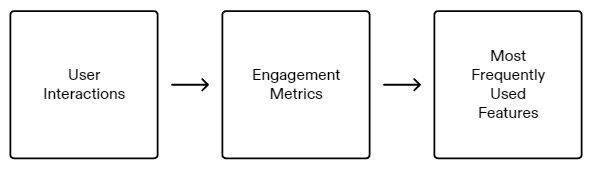 User
Interactions
Engagement
Metrics
Most
Frequently
Used
Features